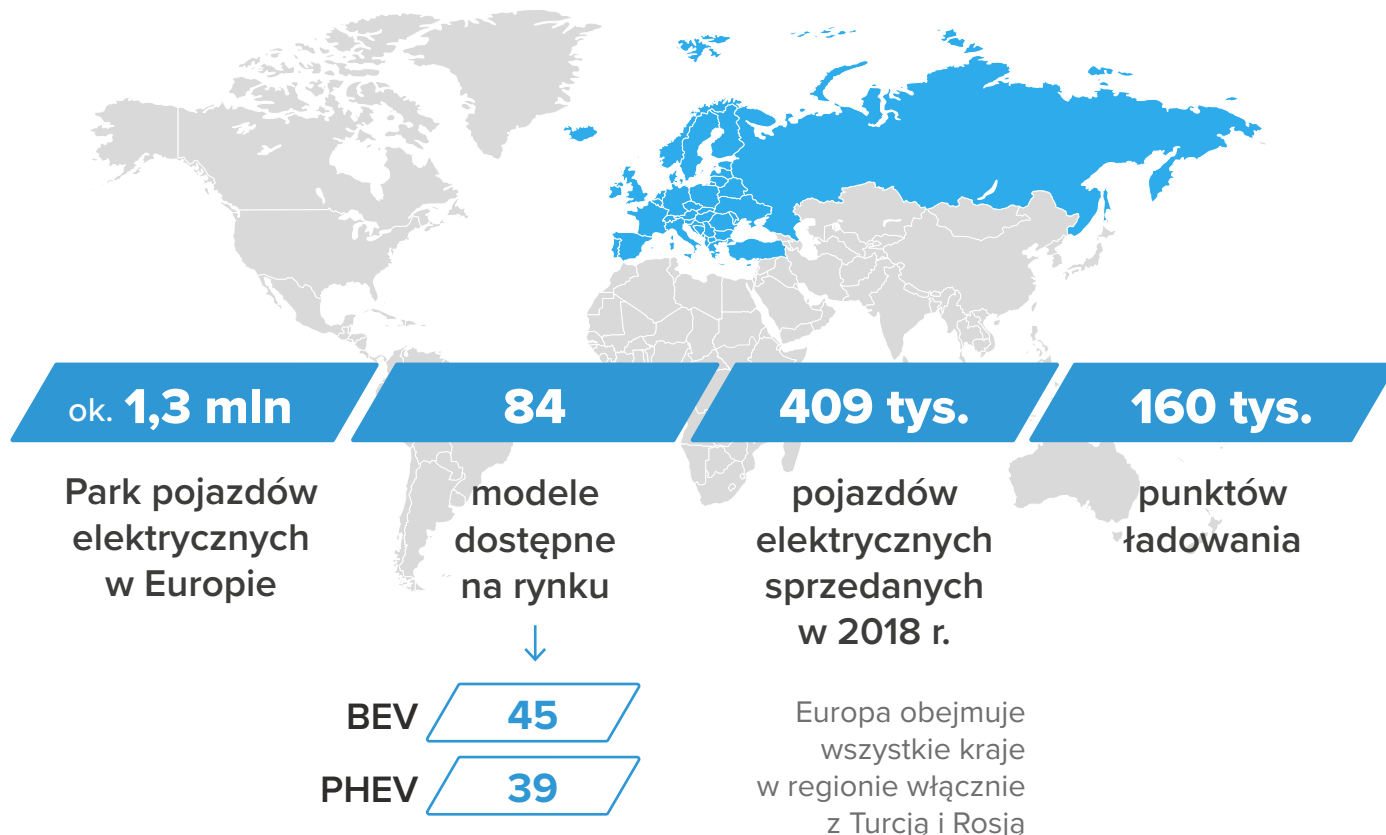 ok. 1,3 mln
Park pojazdów
elektrycznych
w Europie
84
modele
dostępne
na rynku
BEV 45
PHEV 39
409 tys.
pojazdów
elektrycznych
sprzedanych
w 2018 r.
160 tys.
punktów
ładowania
Europa obejmuje
wszystkie kraje
w regionie włącznie
z Turcją i Rosją